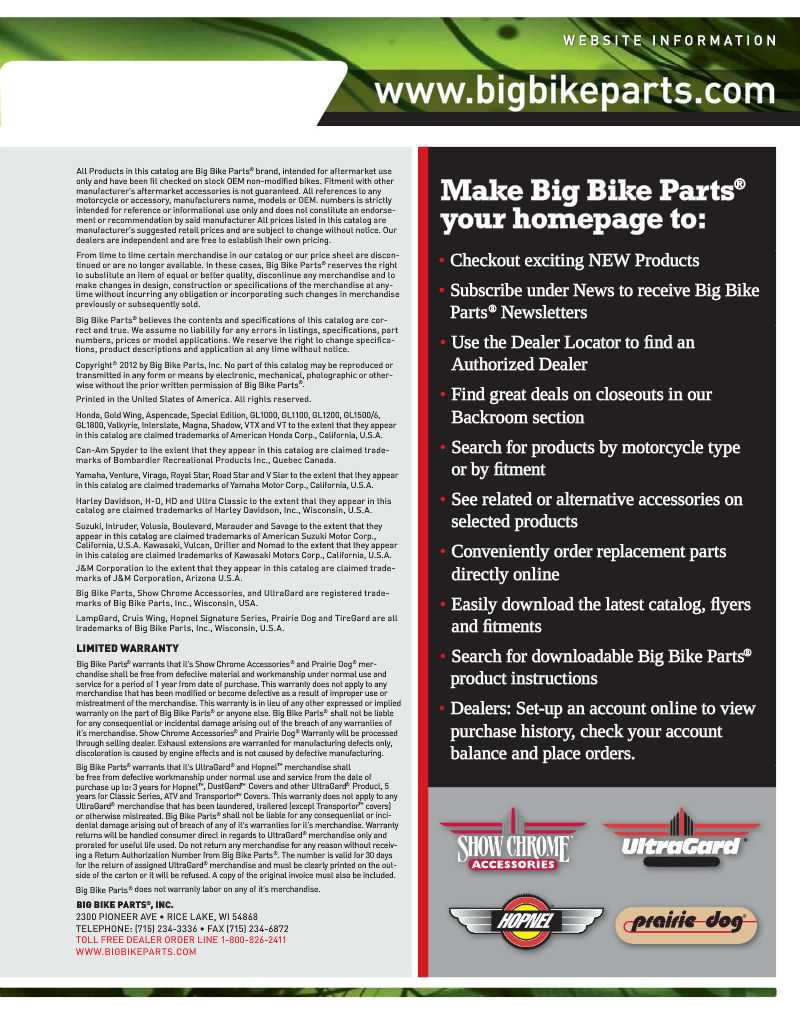 WEBSITE INFORMATION
www.bigbikeparts.com
All Products in this catalog are Big Bike Parts® brand, intended for aftermarket use
only and have been fit checked on stock OEM non-modified bikes. Fitment with other
manufacturer's aftermarket accessories is not guaranteed. All references to any
motorcycle or accessory, manufacturers name, models or OEM. numbers is strictly
intended for reference or informational use only and does not constitute an endorse-
ment or recommendation by said manufacturer All prices listed in this catalog are
manufacturer's suggested retail prices and are subject to change without notice. Our
dealers are independent and are free to establish their own pricing.
From time to time certain merchandise in our catalog or our price sheet are discon-
tinued or are no longer available. In these cases, Big Bike Parts® reserves the right
to substitute an item of equal or better quality, discontinue any merchandise and to
make changes in design, construction or specifications of the merchandise at any-
time without incurring any obligation or incorporating such changes in merchandise
previously or subsequently sold.
Big Bike Parts® believes the contents and specifications of this catalog are cor-
rect and true. We assume no liability for any errors in listings, specifications, part
numbers, prices or model applications. We reserve the right to change specifica-
tions, product descriptions and application at any time without notice.
Copyright® 2012 by Big Bike Parts, Inc. No part of this catalog may be reproduced or
transmitted in any form or means by electronic, mechanical, photographic or other-
wise without the prior written permission of Big Bike Parts®.
Printed in the United States of America. All rights reserved.
Honda, Gold Wing, Aspencade, Special Edition, GL1000, GL1100, GL1200, GL1500/6,
GL1800, Valkyrie, Interstate, Magna, Shadow, VTX and VT to the extent that they appear
in this catalog are claimed trademarks of American Honda Corp., California, U.S.A.
Can-Am Spyder to the extent that they appear in this catalog are claimed trade-
marks of Bombardier Recreational Products Inc., Quebec Canada.
Yamaha, Venture, Virago, Royal Star, Road Star and V Star to the extent that they appear
in this catalog are claimed trademarks of Yamaha Motor Corp., California, U.S.A.
Harley Davidson, H-D, HD and Ultra Classic to the extent that they appear in this
catalog are claimed trademarks of Harley Davidson, Inc., Wisconsin, U.S.A.
Suzuki, Intruder, Volusia, Boulevard, Marauder and Savage to the extent that they
appear in this catalog are claimed trademarks of American Suzuki Motor Corp.,
California, U.S.A. Kawasaki, Vulcan, Drifter and Nomad to the extent that they appear
in this catalog are claimed trademarks of Kawasaki Motors Corp., California, U.S.A.
J&M Corporation to the extent that they appear in this catalog are claimed trade-
marks of J&M Corporation, Arizona U.S.A.
Big Bike Parts, Show Chrome Accessories, and UltraGard are registered trade-
marks of Big Bike Parts, Inc., Wisconsin, USA.
LampGard, Cruis Wing, Hopnel Signature Series, Prairie Dog and TireGard are all
trademarks of Big Bike Parts, Inc., Wisconsin, U.S.A.
LIMITED WARRANTY
Big Bike Parts® warrants that it's Show Chrome Accessories® and Prairie Dog® mer-
chandise shall be free from defective material and workmanship under normal use and
service for a period of 1 year from date of purchase. This warranty does not apply to any
merchandise that has been modified or become defective as a result of improper use or
mistreatment of the merchandise. This warranty is in lieu of any other expressed or implied
warranty on the part of Big Bike Parts® or anyone else. Big Bike Parts® shall not be liable
for any consequential or incidental damage arising out of the breach of any warranties of
it's merchandise. Show Chrome Accessories® and Prairie Dog® Warranty will be processed
through selling dealer. Exhaust extensions are warranted for manufacturing defects only,
discoloration is caused by engine effects and is not caused by defective manufacturing.
Big Bike Parts® warrants that it's UltraGard® and Hopnel™ merchandise shall
be free from defective workmanship under normal use and service from the date of
purchase up to: 3 years for Hopnel™, DustGard™ Covers and other UltraGard® Product, 5
years for Classic Series, ATV and Transportor™ Covers. This warranty does not apply to any
UltraGard® merchandise that has been laundered, trailered (except Transportor™ covers)
or otherwise mistreated. Big Bike Parts® shall not be liable for any consequential or inci-
dental damage arising out of breach of any of it's warranties for it's merchandise. Warranty
returns will be handled consumer direct in regards to UltraGard® merchandise only and
prorated for useful life used. Do not return any merchandise for any reason without receiv-
ing a Return Authorization Number from Big Bike Parts®. The number is valid for 30 days
for the return of assigned UltraGard® merchandise and must be clearly printed on the out-
side of the carton or it will be refused. A copy of the original invoice must also be included.
Big Bike Parts® does not warranty labor on any of it's merchandise.
BIG BIKE PARTS®, INC.
2300 PIONEER AVE • RICE LAKE, WI 54868
TELEPHONE: (715) 234-3336 • FAX (715) 234-6872
TOLL FREE DEALER ORDER LINE 1-800-826-2411
WWW.BIGBIKEPARTS.COM
Make Big Bike Parts®
your homepage to:
• Checkout exciting NEW Products
• Subscribe under News to receive Big Bike
Parts® Newsletters
• Use the Dealer Locator to find an
Authorized Dealer
• Find great deals on closeouts in our
Backroom section
• Search for products by motorcycle type
or by fitment
• See related or alternative accessories on
selected products
• Conveniently order replacement parts
directly online
• Easily download the latest catalog, flyers
and fitments
• Search for downloadable Big Bike Parts®
product instructions
• Dealers: Set-up an account online to view
purchase history, check your account
balance and place orders.
SHOW CHROME
ACCESSORIES
UltraGard®
HOPNEL
prairie dog®